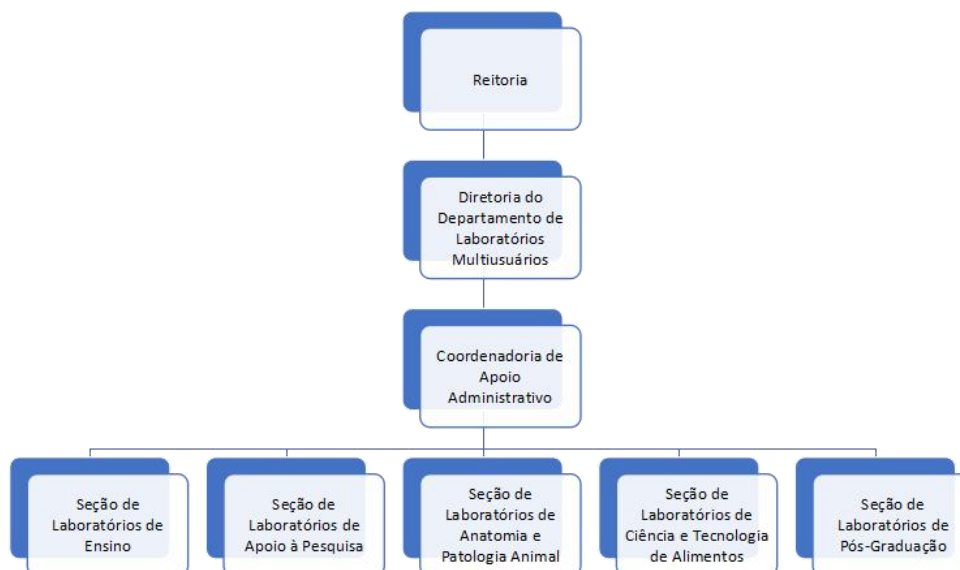 Reitoria
Diretoria do
Departamento de
Laboratórios
Multiusuários
Coordenadoria de
Apoio
Administrativo
Seção de
Laboratórios de
Ensino
Seção de
Laboratórios de
Apoio à Pesquisa
Seção de
Laboratórios de
Anatomia e
Patologia Animal
Seção de
Laboratórios de
Ciência e Tecnologia
de Alimentos
Seção de
Laboratórios de
Pós-Graduação